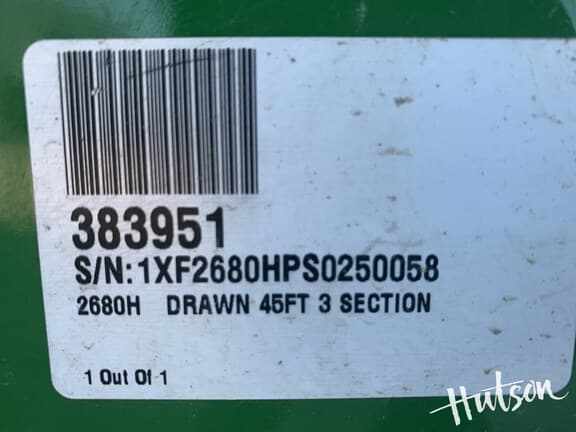 383951
S/N: 1XF2680HPS0250058
2680H DRAWN 45FT 3 SECTION
1 Out Of 1
Hutson